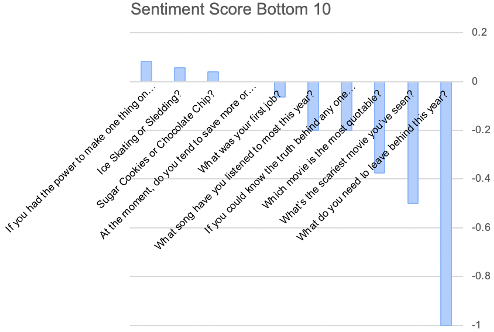 Sentiment Score Bottom 10
0.2
0
-0.2
-0.4
-0.6
-0.8
-1
If you had the power to make one thing on...
Ice Skating or Sledding?
Sugar Cookies or Chocolate Chip?
At the moment, do you tend to save more or...
What was your first job?
What song have you listened to most this year?
If you could know the truth behind any one...
Which movie is the most quotable?
What's the scariest movie you've seen?
What do you need to leave behind this year?